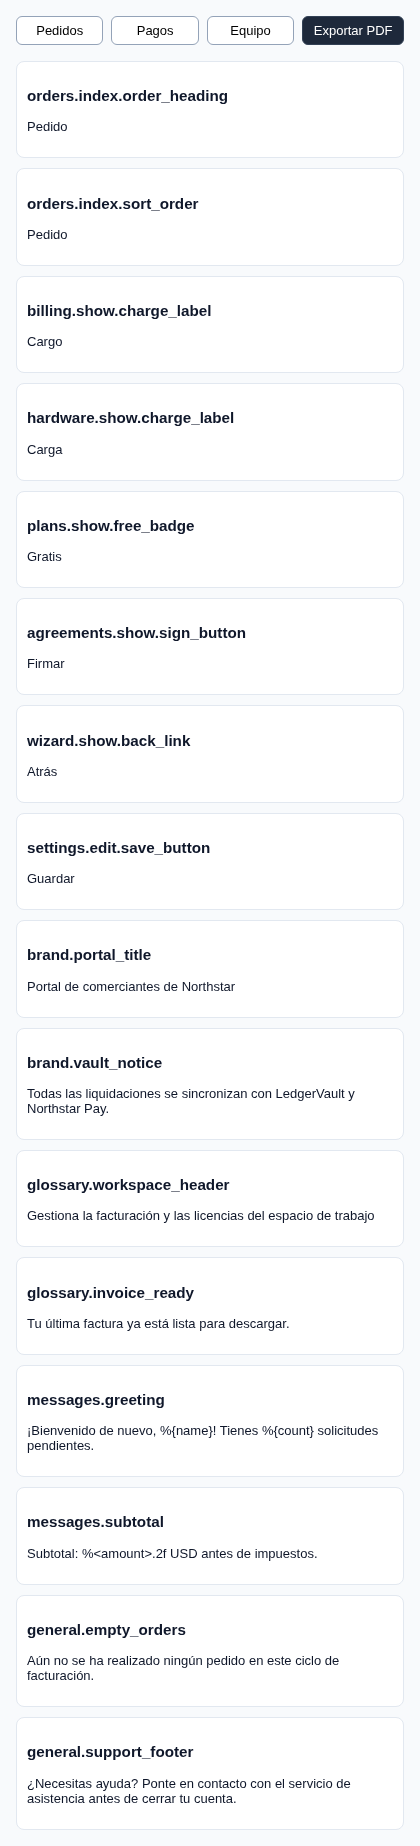 Pedidos
Pagos
Equipo
Exportar PDF
orders.index.order_heading
Pedido
orders.index.sort_order
Pedido
billing.show.charge_label
Cargo
hardware.show.charge_label
Carga
plans.show.free_badge
Gratis
agreements.show.sign_button
Firmar
wizard.show.back_link
Atrás
settings.edit.save_button
Guardar
brand.portal_title
Portal de comerciantes de Northstar
brand.vault_notice
Todas las liquidaciones se sincronizan con LedgerVault y
Northstar Pay.
glossary.workspace_header
Gestiona la facturación y las licencias del espacio de trabajo
glossary.invoice_ready
Tu última factura ya está lista para descargar.
messages.greeting
¡Bienvenido de nuevo, %{name}! Tienes %{count} solicitudes
pendientes.
messages.subtotal
Subtotal: %<amount>.2f USD antes de impuestos.
general.empty_orders
Aún no se ha realizado ningún pedido en este ciclo de
facturación.
general.support_footer
¿Necesitas ayuda? Ponte en contacto con el servicio de
asistencia antes de cerrar tu cuenta.